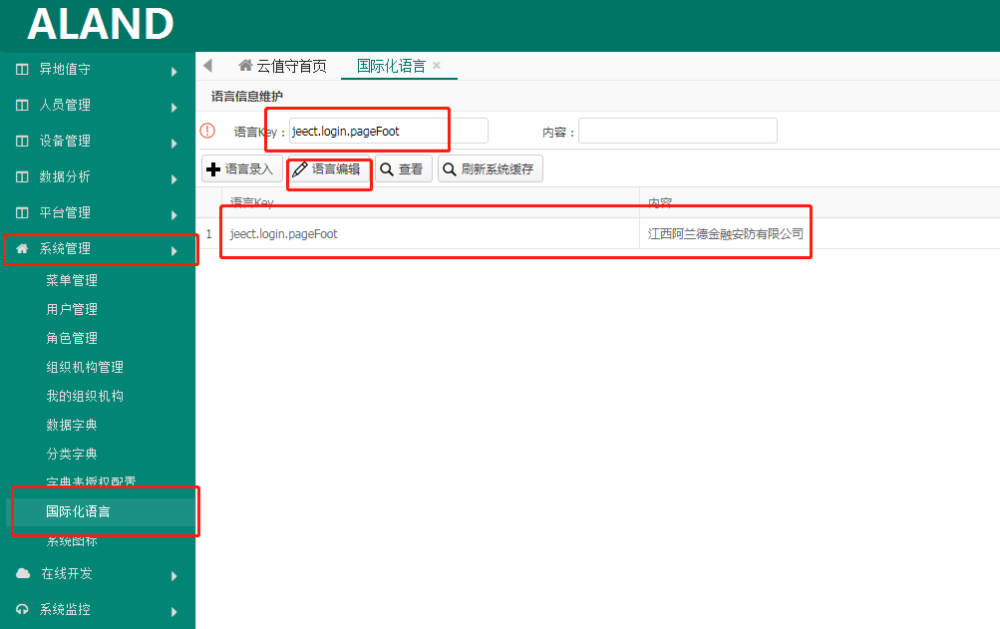 ALAND
异地值守
人员管理
设备管理
数据分析
平台管理
系统管理
菜单管理
用户管理
角色管理
组织机构管理
我的组织机构
数据字典
分类字典
字典表授权配置
国际化语言
系统图标
在线开发
系统监控
云值守首页 国际化语言 ×
语言信息维护
语言Key : jeect.login.pageFoot 内容 :
语言录入 语言编辑 查看 刷新系统缓存
语言Key 内容
1 jeect.login.pageFoot 江西阿兰德金融安防有限公司